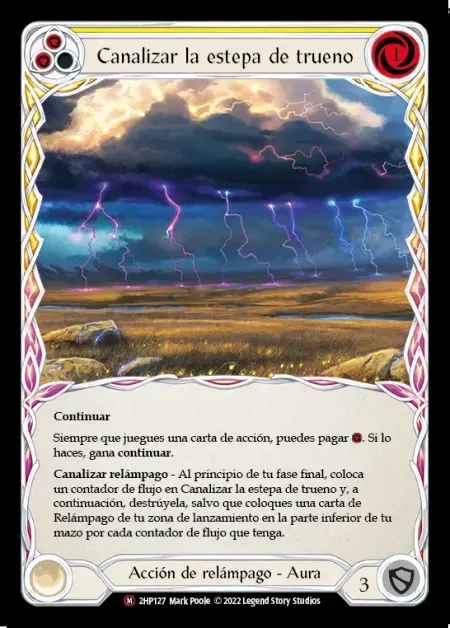 Canalizar la estepa de trueno
1
Continuar
Siempre que juegues una carta de acción, puedes pagar . Si lo
haces, gana continuar.
Canalizar relámpago - Al principio de tu fase final, coloca
un contador de flujo en Canalizar la estepa de trueno y, a
continuación, destrúyela, salvo que coloques una carta de
Relámpago de tu zona de lanzamiento en la parte inferior de tu
mazo por cada contador de flujo que tenga.
Acción de relámpago - Aura
3
M 2HP127 Mark Poole © 2022 Legend Story Studios